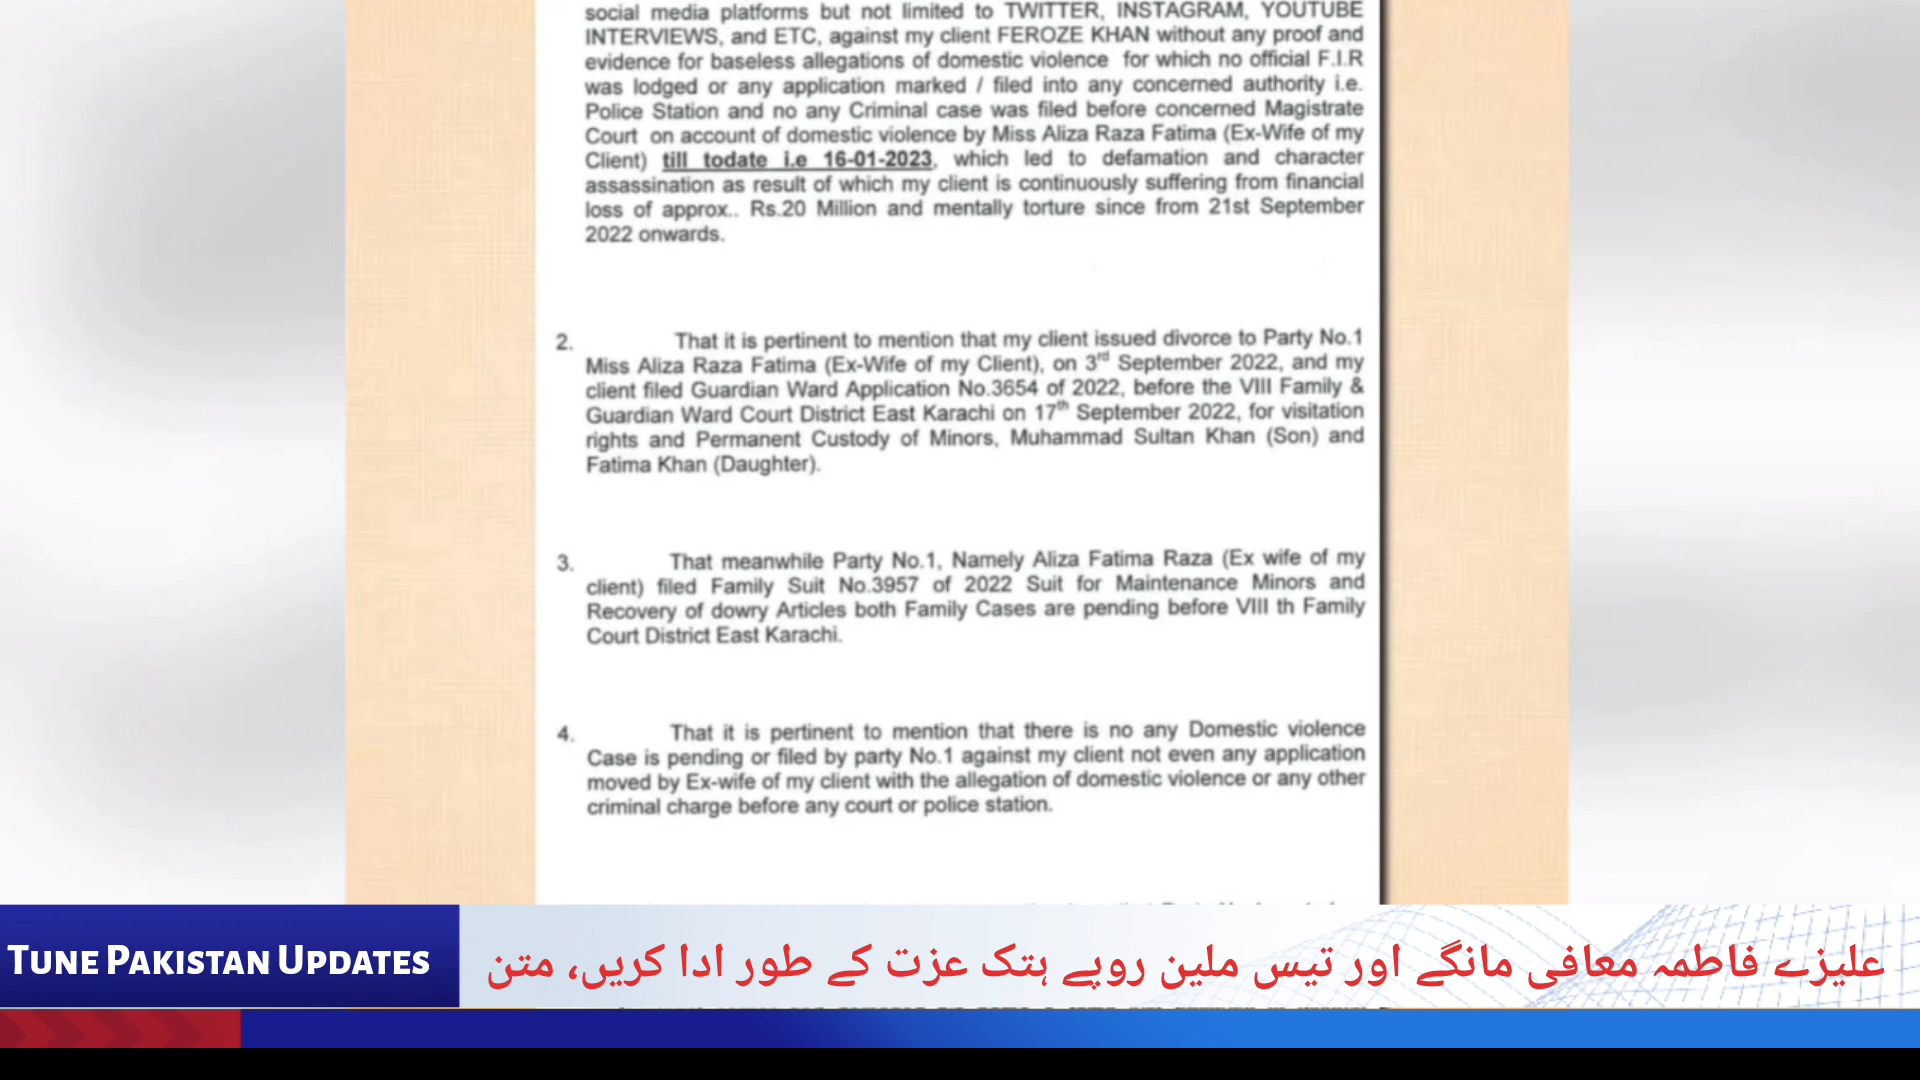 social media platforms but not limited to TWITTER, INSTAGRAM, YOUTUBE
INTERVIEWS, and ETC, against my client FEROZE KHAN without any proof and
evidence for baseless allegations of domestic violence for which no official F.I.R
was lodged or any application marked / filed into any concerned authority i.e.
Police Station and no any Criminal case was filed before concerned Magistrate
Court on account of domestic violence by Miss Aliza Raza Fatima (Ex-Wife of my
Client) till todate i.e 16-01-2023, which led to defamation and character
assassination as result of which my client is continuously suffering from financial
loss of approx.. Rs.20 Million and mentally torture since from 21st September
2022 onwards.
2. That it is pertinent to mention that my client issued divorce to Party No.1
Miss Aliza Raza Fatima (Ex-Wife of my Client), on 3rd September 2022, and my
client filed Guardian Ward Application No.3654 of 2022, before the VIII Family &
Guardian Ward Court District East Karachi on 17th September 2022, for visitation
rights and Permanent Custody of Minors, Muhammad Sultan Khan (Son) and
Fatima Khan (Daughter).
3. That meanwhile Party No.1, Namely Aliza Fatima Raza (Ex wife of my
client) filed Family Suit No.3957 of 2022 Suit for Maintenance Minors and
Recovery of dowry Articles both Family Cases are pending before VIII th Family
Court District East Karachi.
4. That it is pertinent to mention that there is no any Domestic violence
Case is pending or filed by party No.1 against my client not even any application
moved by Ex-wife of my client with the allegation of domestic violence or any other
criminal charge before any court or police station.
TUNE PAKISTAN UPDATES
علیزے فاطمہ معافی مانگے اور تیس ملین روپے ہتک عزت کے طور ادا کریں، متن